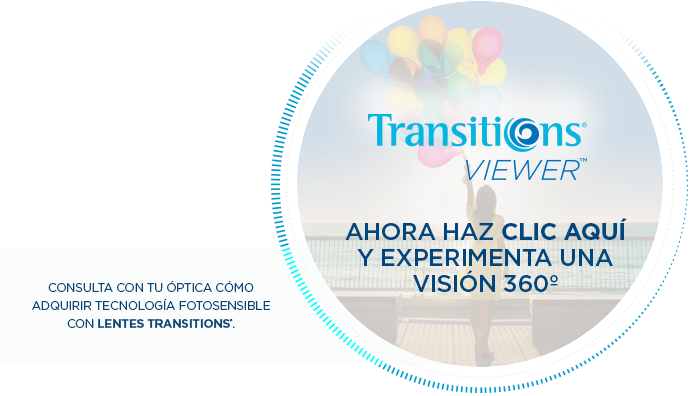 Transitions®
VIEWER™
AHORA HAZ CLIC AQUÍ
Y EXPERIMENTA UNA
VISIÓN 360º
CONSULTA CON TU ÓPTICA CÓMO
ADQUIRIR TECNOLOGÍA FOTOSENSIBLE
CON LENTES TRANSITIONS®.